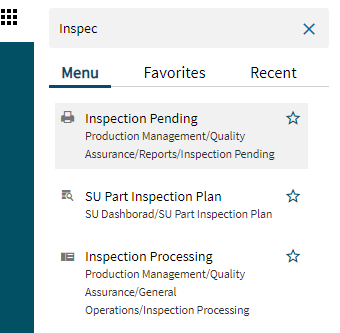 Inspec
Menu Favorites Recent
Inspection Pending
Production Management/Quality
Assurance/Reports/Inspection Pending
SU Part Inspection Plan
SU Dashborad/SU Part Inspection Plan
Inspection Processing
Production Management/Quality
Assurance/General
Operations/Inspection Processing